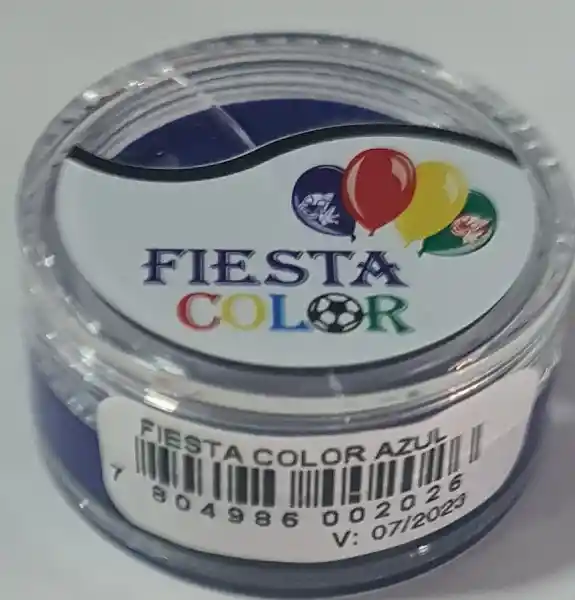 FIESTA
COLOR
FIESTA COLOR AZUL
7 804986 002026
V: 07/2023